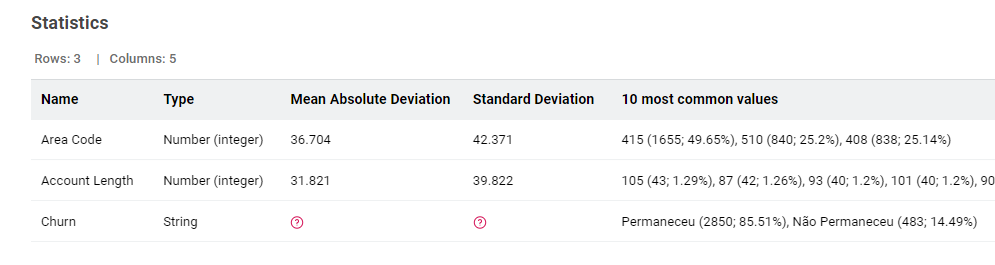 Statistics
Rows: 3 | Columns: 5
Name Type Mean Absolute Deviation Standard Deviation 10 most common values
Area Code Number (integer) 36.704 42.371 415 (1655; 49.65%), 510 (840; 25.2%), 408 (838; 25.14%)
Account Length Number (integer) 31.821 39.822 105 (43; 1.29%), 87 (42; 1.26%), 93 (40; 1.2%), 101 (40; 1.2%), 90
Churn String ? ? Permaneceu (2850; 85.51%), Não Permaneceu (483; 14.49%)